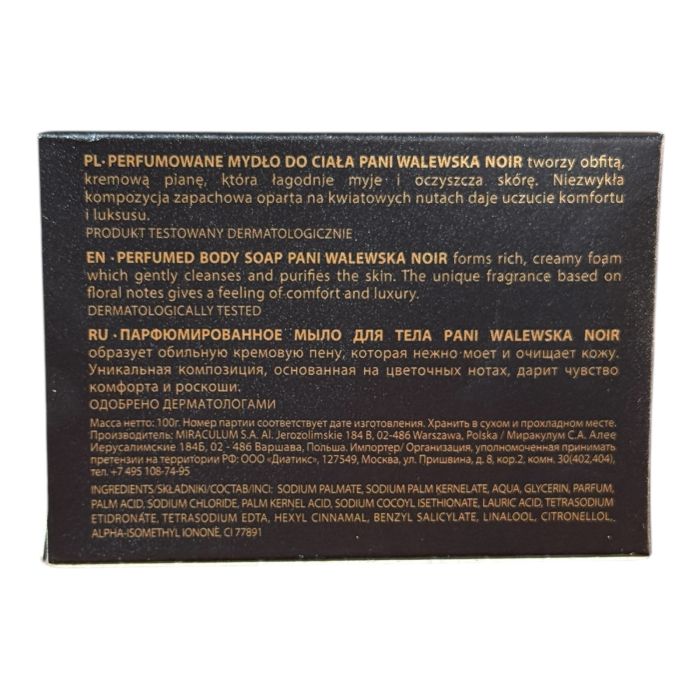 PL·PERFUMOWANE MYDŁO DO CIAŁA PANI WALEWSKA NOIR tworzy obfitą,
kremową pianę, która łagodnie myje i oczyszcza skórę. Niezwykła
kompozycja zapachowa oparta na kwiatowych nutach daje uczucie komfortu
i luksusu.
PRODUKT TESTOWANY DERMATOLOGICZNIE
EN·PERFUMED BODY SOAP PANI WALEWSKA NOIR forms rich, creamy foam
which gently cleanses and purifies the skin. The unique fragrance based on
floral notes gives a feeling of comfort and luxury.
DERMATOLOGICALLY TESTED
RU·ПАРФЮМИРОВАННОЕ МЫЛО ДЛЯ ТЕЛА PANI WALEWSKA NOIR
образует обильную кремовую пену, которая нежно моет и очищает кожу.
Уникальная композиция, основанная на цветочных нотах, дарит чувство
комфорта и роскоши.
ОДОБРЕНО ДЕРМАТОЛОГАМИ
Масса нетто: 100г. Номер партии соответствует дате изготовления. Хранить в сухом и прохладном месте.
Производитель: MIRACULUM S.A. Al. Jerozolimskie 184 B, 02-486 Warszawa, Polska / Миракулум С.А. Алее
Иерусалимские 184Б, 02 - 486 Варшава, Польша. Импортер/ Организация, уполномоченная принимать
претензии на территории РФ: ООО «Диатикс», 127549, Москва, ул. Пришвина, д. 8, кор.2, комн. 30(402,404),
тел. +7 495 108-74-95
INGREDIENTS/SKŁADNIKI/СОСТАВ/INCI: SODIUM PALMATE, SODIUM PALM KERNELATE, AQUA, GLYCERIN, PARFUM,
PALM ACID, SODIUM CHLORIDE, PALM KERNEL ACID, SODIUM COCOYL ISETHIONATE, LAURIC ACID, TETRASODIUM
ETIDRONATE, TETRASODIUM EDTA, HEXYL CINNAMAL, BENZYL SALICYLATE, LINALOOL, CITRONELLOL,
ALPHA-ISOMETHYL IONONE, CI 77891